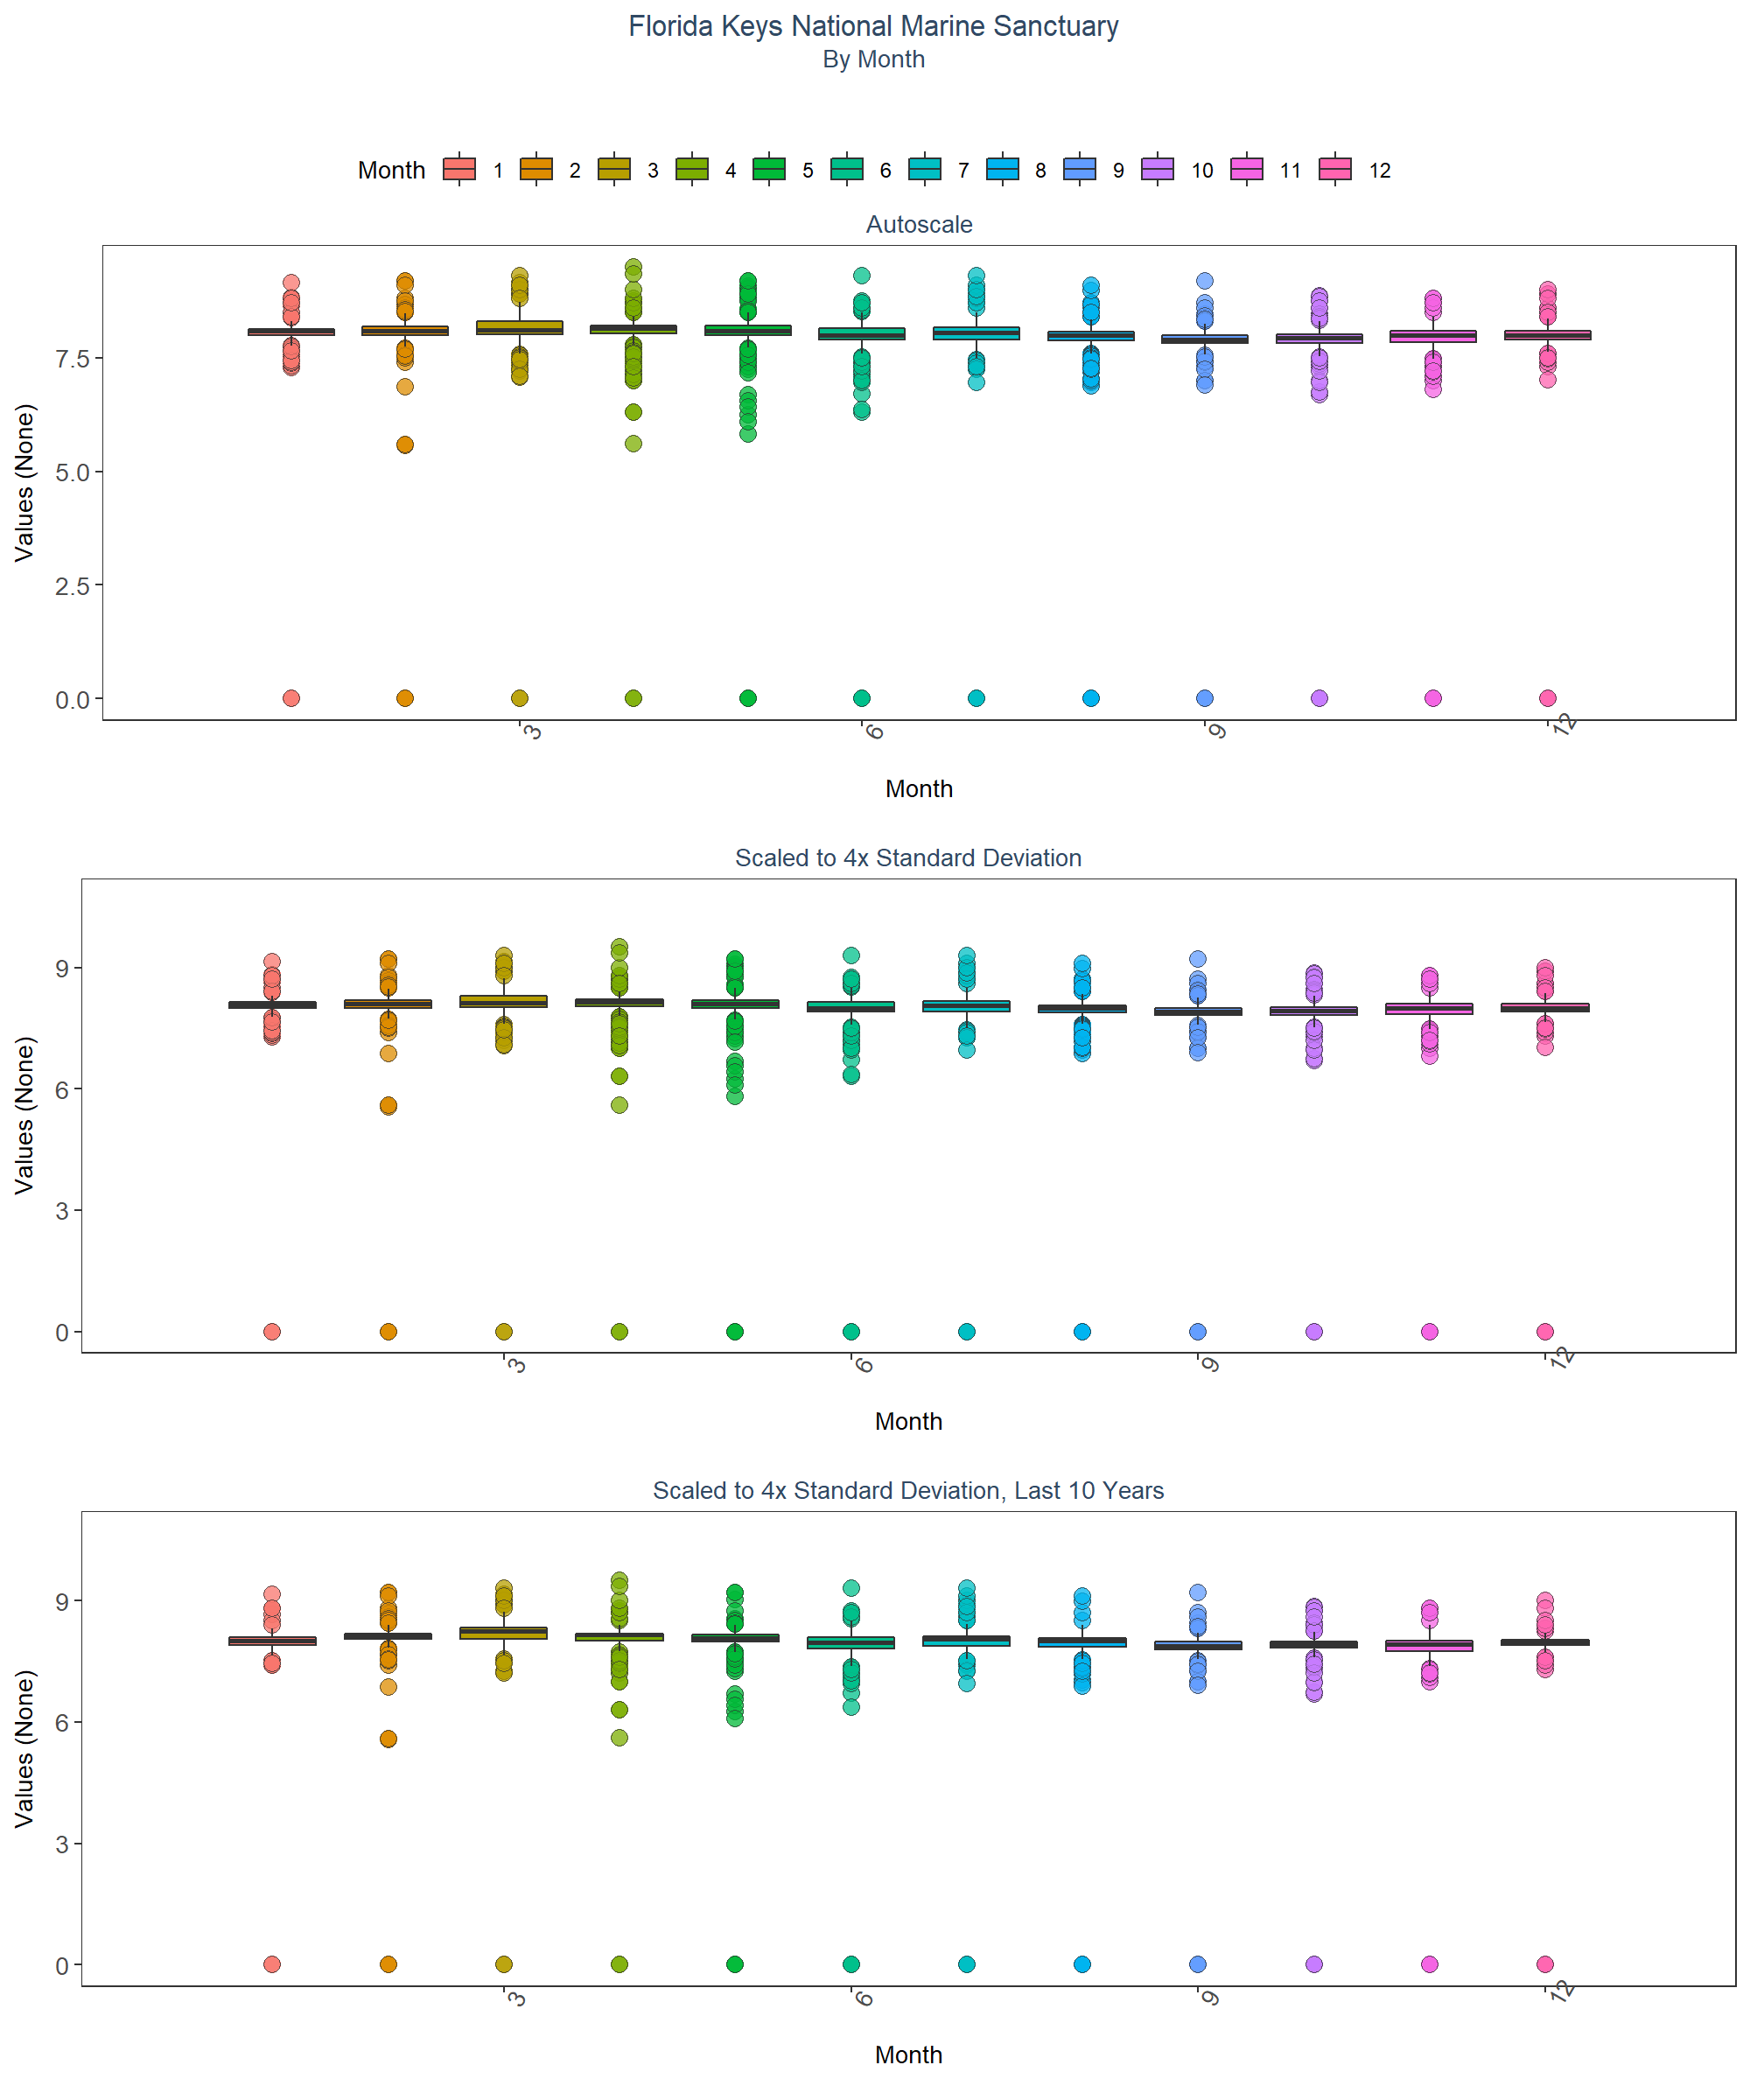 Florida Keys National Marine Sanctuary
By Month
Month 1 2 3 4 5 6 7 8 9 10 11 12
Autoscale
Values (None)
7.5
5.0
2.5
0.0
3 6 9 12
Month
Scaled to 4x Standard Deviation
Values (None)
9
6
3
0
3 6 9 12
Month
Scaled to 4x Standard Deviation, Last 10 Years
Values (None)
9
6
3
0
3 6 9 12
Month